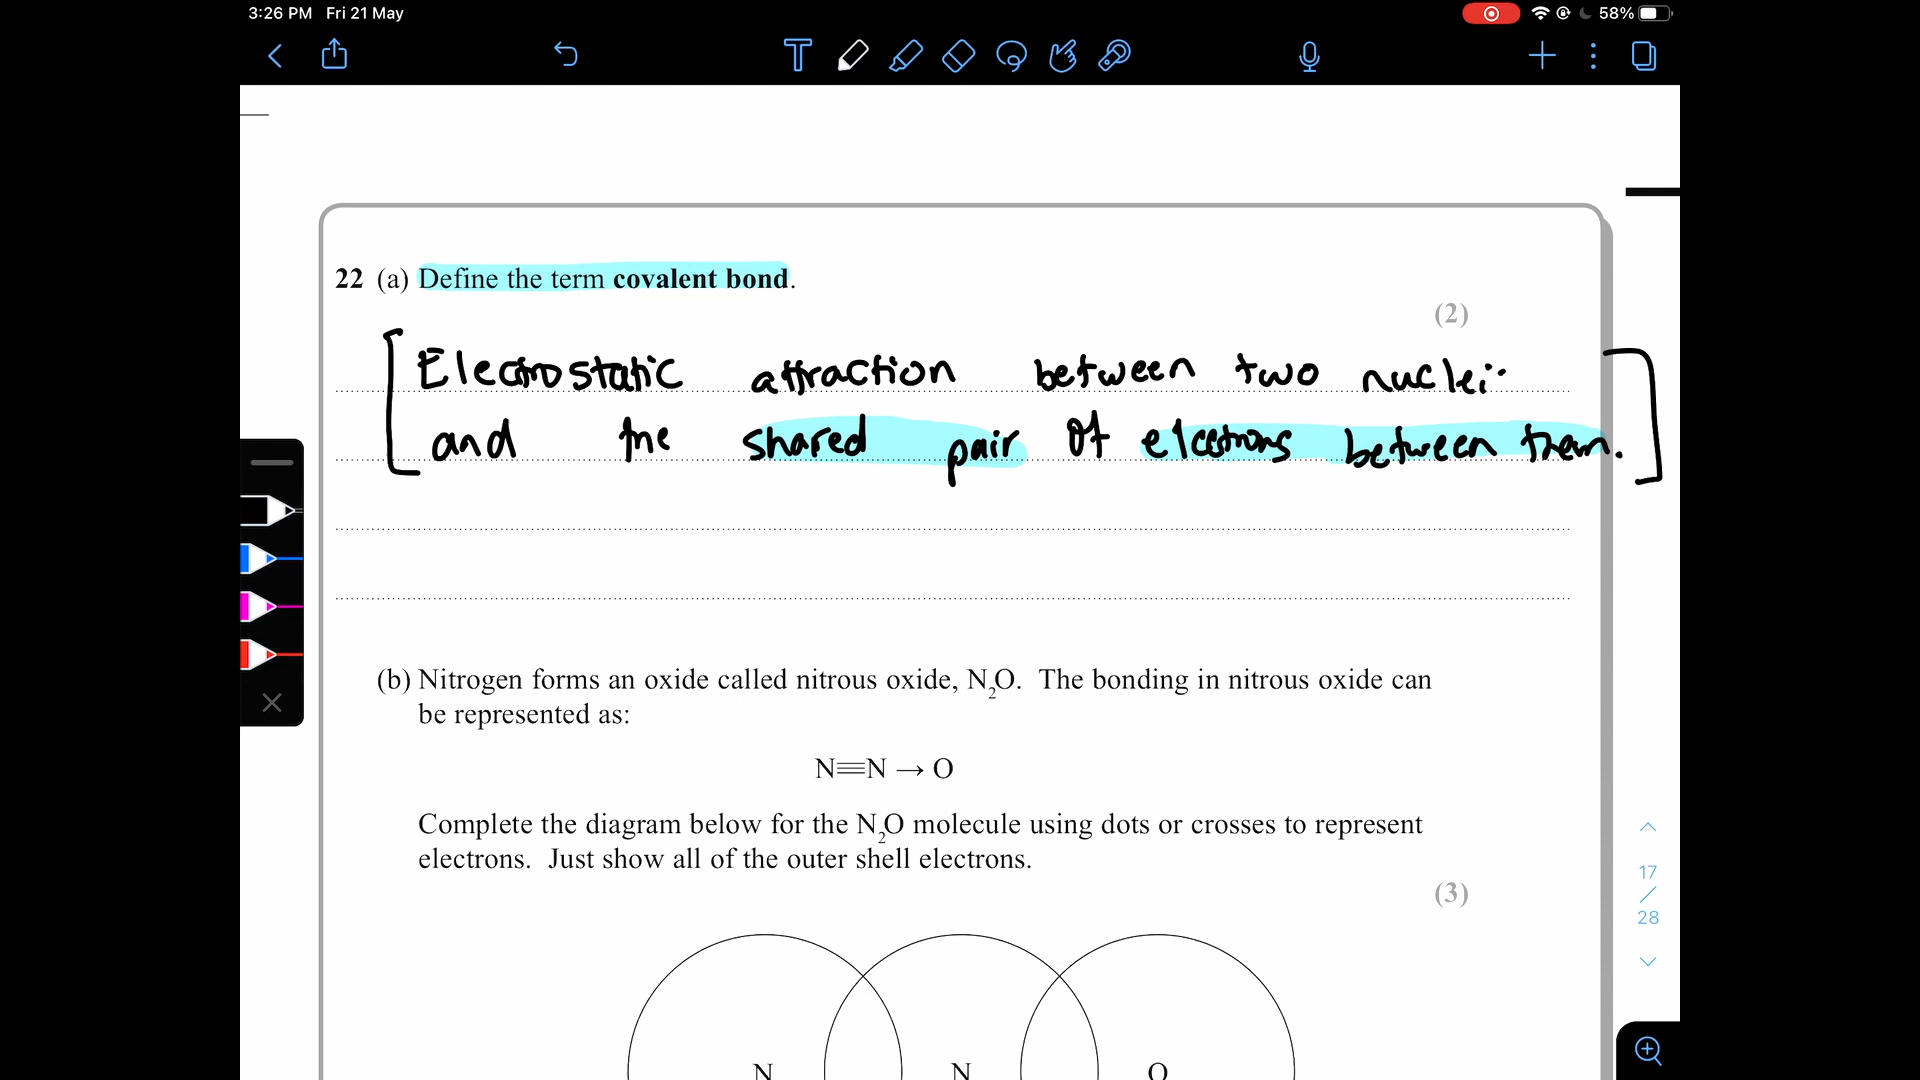 3:26 PM Fri 21 May
58%
22 (a) Define the term covalent bond.
(2)
Electrostatic attraction between two nuclei
and the shared pair of electrons between them.
(b) Nitrogen forms an oxide called nitrous oxide, N₂O. The bonding in nitrous oxide can
be represented as:
N≡N → O
Complete the diagram below for the N₂O molecule using dots or crosses to represent
electrons. Just show all of the outer shell electrons.
(3)
17
/
28
N N O